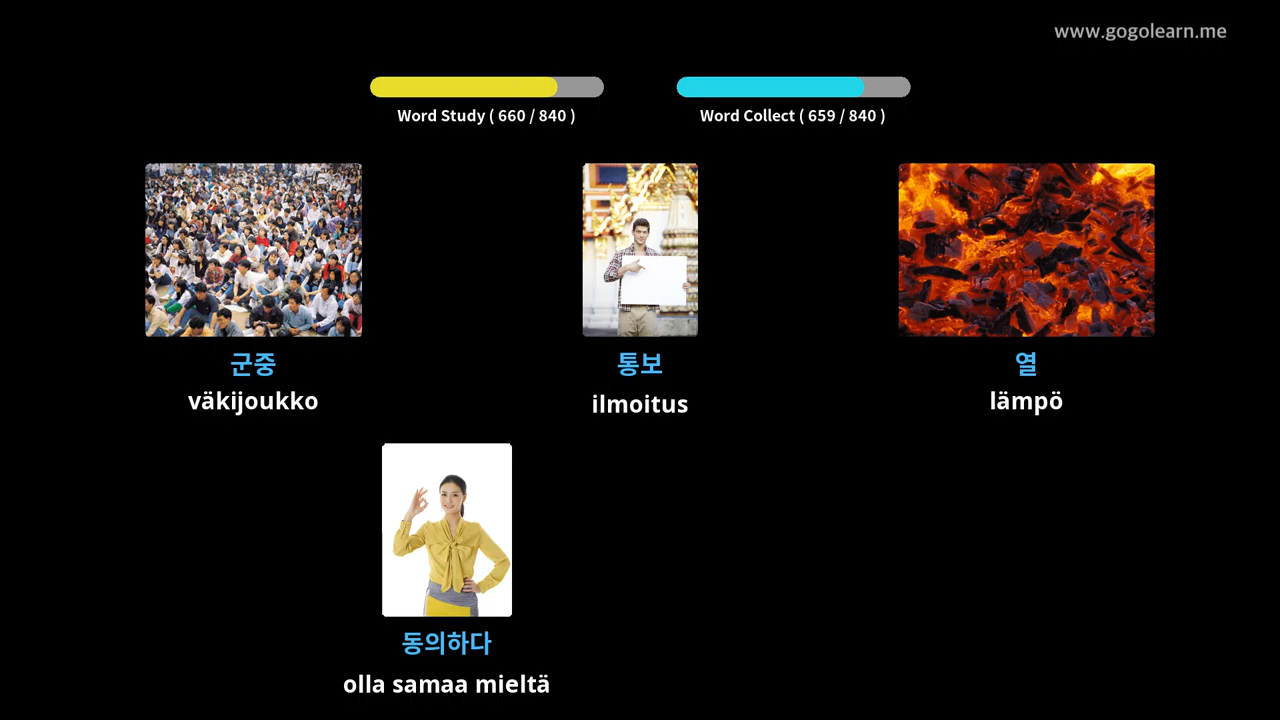 www.gogolearn.me
Word Study ( 660 / 840 )
Word Collect ( 659 / 840 )
군중
väkijoukko
통보
ilmoitus
열
lämpö
동의하다
olla samaa mieltä